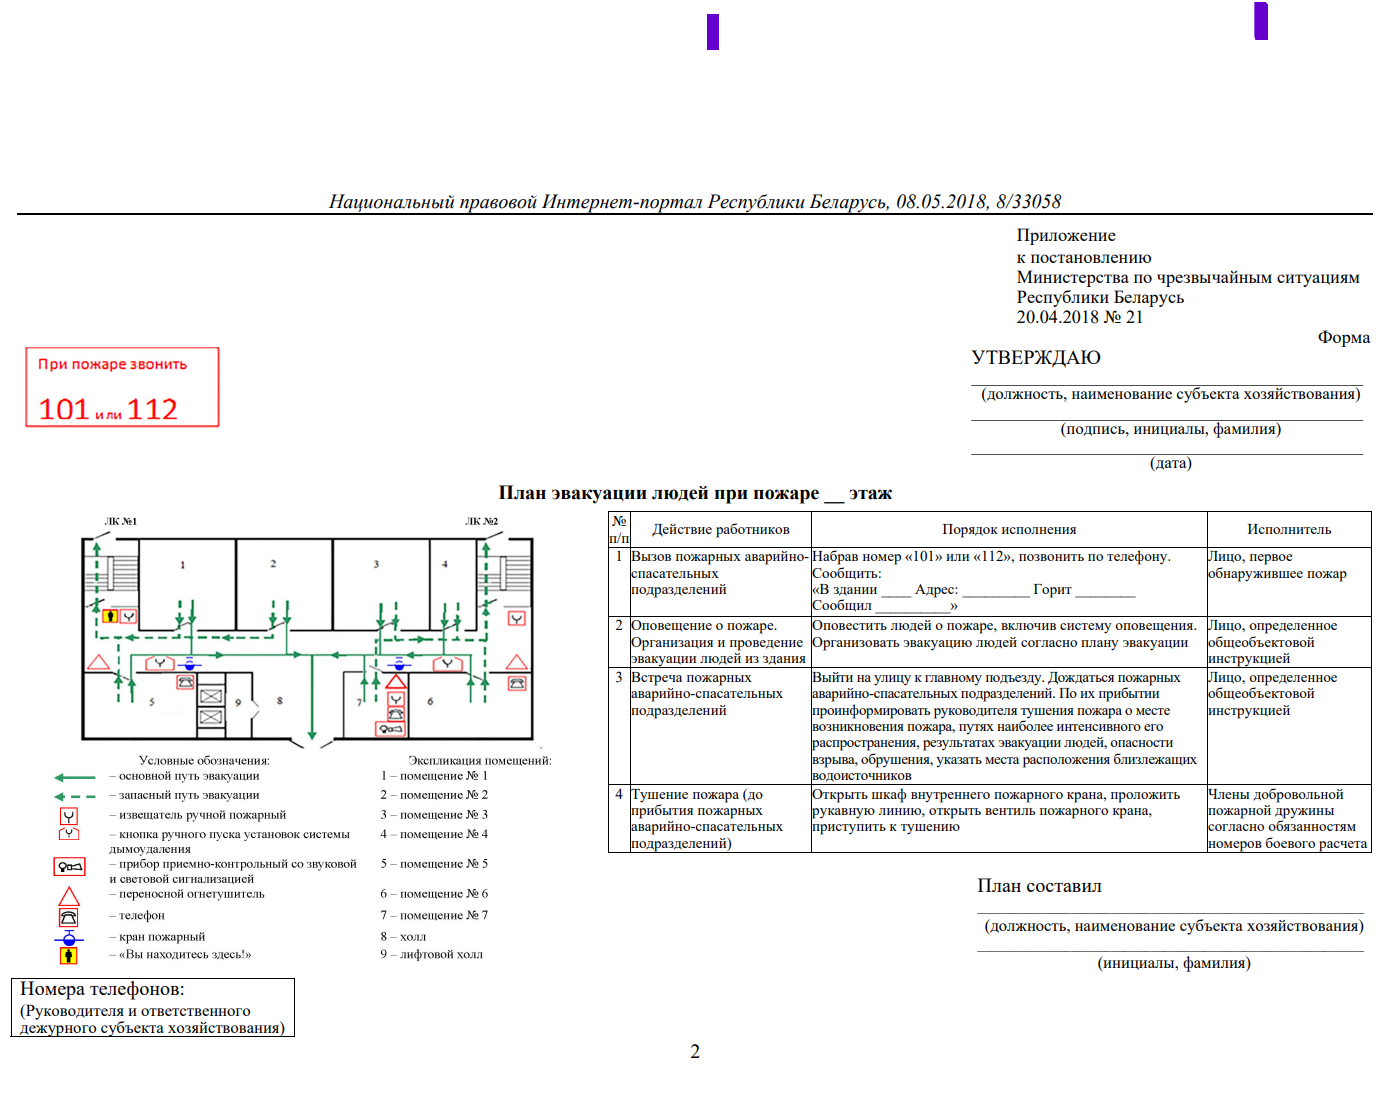 Национальный правовой Интернет-портал Республики Беларусь, 08.05.2018, 8/33058
Приложение
к постановлению
Министерства по чрезвычайным ситуациям
Республики Беларусь
20.04.2018 № 21
Форма
При пожаре звонить
101 или 112
УТВЕРЖДАЮ
(должность, наименование субъекта хозяйствования)
(подпись, инициалы, фамилия)
(дата)
План эвакуации людей при пожаре __ этаж
ЛК №1
ЛК №2
1
2
3
4
5
9
8
7
6
Условные обозначения:
– основной путь эвакуации
– запасный путь эвакуации
– извещатель ручной пожарный
– кнопка ручного пуска установок системы
дымоудаления
– прибор приемно-контрольный со звуковой
и световой сигнализацией
– переносной огнетушитель
– телефон
– кран пожарный
– «Вы находитесь здесь!»
Экспликация помещений:
1 – помещение № 1
2 – помещение № 2
3 – помещение № 3
4 – помещение № 4
5 – помещение № 5
6 – помещение № 6
7 – помещение № 7
8 – холл
9 – лифтовой холл
Номера телефонов:
(Руководителя и ответственного
дежурного субъекта хозяйствования)
№
п/п
Действие работников
Порядок исполнения
Исполнитель
1
Вызов пожарных аварийно-
спасательных
подразделений
Набрав номер «101» или «112», позвонить по телефону.
Сообщить:
«В здании ____ Адрес: _________ Горит ________
Сообщил __________»
Лицо, первое
обнаружившее пожар
2
Оповещение о пожаре.
Организация и проведение
эвакуации людей из здания
Оповестить людей о пожаре, включив систему оповещения.
Организовать эвакуацию людей согласно плану эвакуации
Лицо, определенное
общеобъектовой
инструкцией
3
Встреча пожарных
аварийно-спасательных
подразделений
Выйти на улицу к главному подъезду. Дождаться пожарных
аварийно-спасательных подразделений. По их прибытии
проинформировать руководителя тушения пожара о месте
возникновения пожара, путях наиболее интенсивного его
распространения, результатах эвакуации людей, опасности
взрыва, обрушения, указать места расположения близлежащих
водоисточников
Лицо, определенное
общеобъектовой
инструкцией
4
Тушение пожара (до
прибытия пожарных
аварийно-спасательных
подразделений)
Открыть шкаф внутреннего пожарного крана, проложить
рукавную линию, открыть вентиль пожарного крана,
приступить к тушению
Члены добровольной
пожарной дружины
согласно обязанностям
номеров боевого расчета
План составил
(должность, наименование субъекта хозяйствования)
(инициалы, фамилия)
2